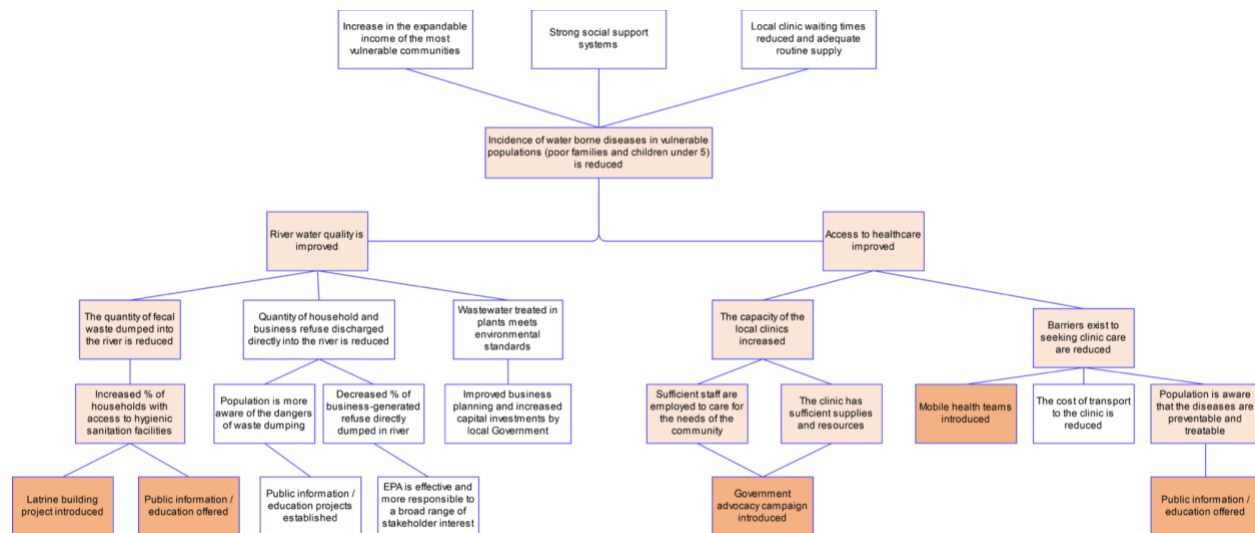 Increase in the expandable
income of the most
vulnerable communities
Strong social support
systems
Local clinic waiting times
reduced and adequate
routine supply
Incidence of water borne diseases in vulnerable
populations (poor families and children under 5)
is reduced
River water quality is
improved
Access to healthcare
improved
The quantity of fecal
waste dumped into
the river is reduced
Quantity of household and
business refuse discharged
directly into the river is reduced
Wastewater treated in
plants meets
environmental
standards
The capacity of the
local clinics
increased
Barriers exist to
seeking clinic care
are reduced
Increased % of
households with
access to hygienic
sanitation facilities
Population is more
aware of the dangers
of waste dumping
Decreased % of
business-generated
refuse directly
dumped in river
Improved business
planning and increased
capital investments by
local Government
Sufficient staff are
employed to care for
the needs of the
community
The clinic has
sufficient supplies
and resources
Mobile health teams
introduced
The cost of transport
to the clinic is
reduced
Population is aware
that the diseases are
preventable and
treatable
Latrine building
project introduced
Public information /
education offered
Public information /
education projects
established
EPA is effective and
more responsible to
a broad range of
stakeholder interest
Government
advocacy campaign
introduced
Public information /
education offered